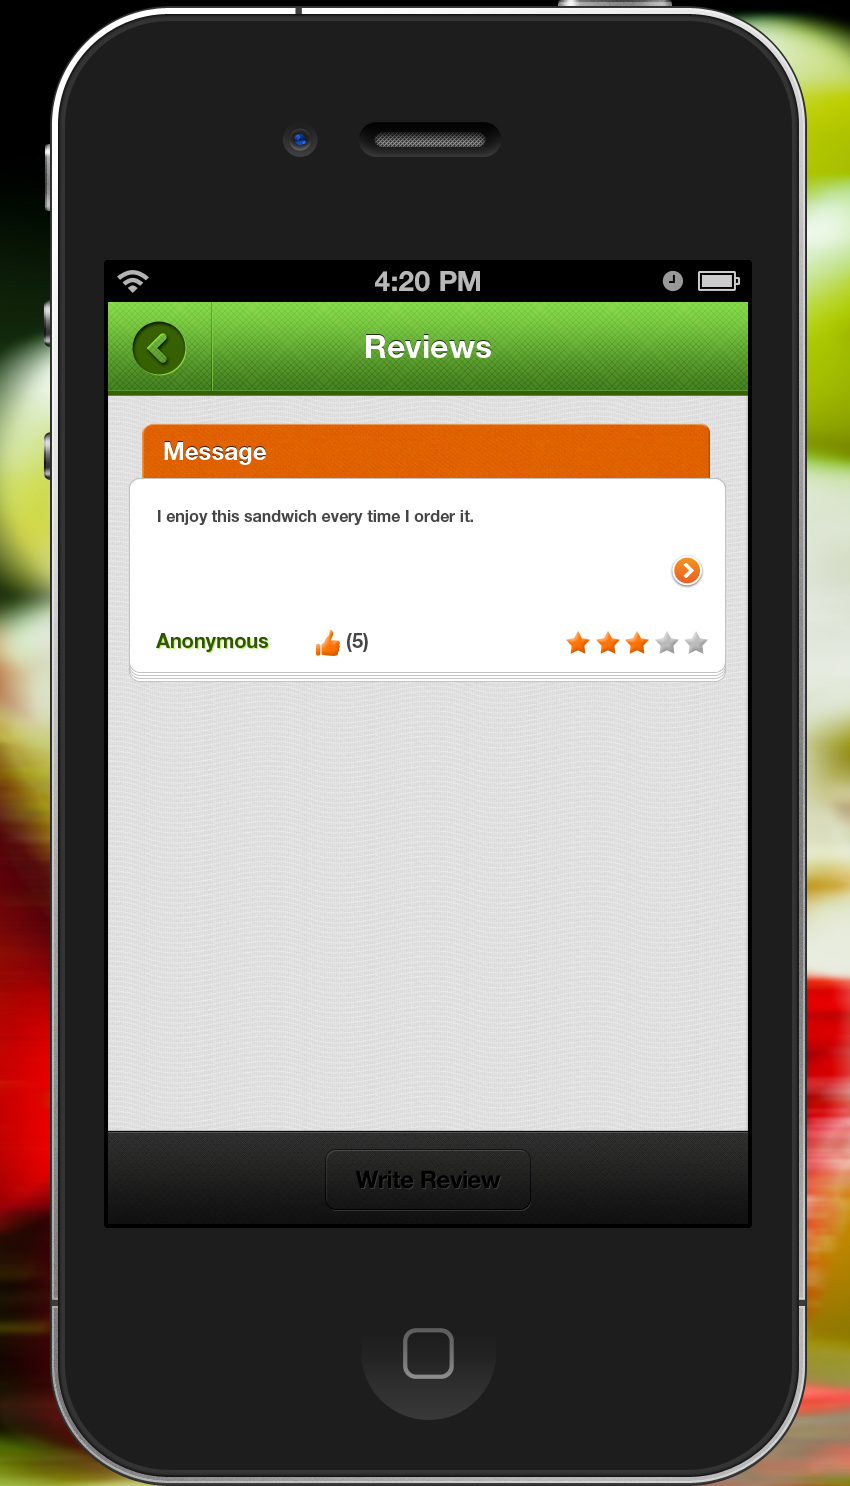 4:20 PM
Reviews
Message
I enjoy this sandwich every time I order it.
Anonymous (5)
Write Review